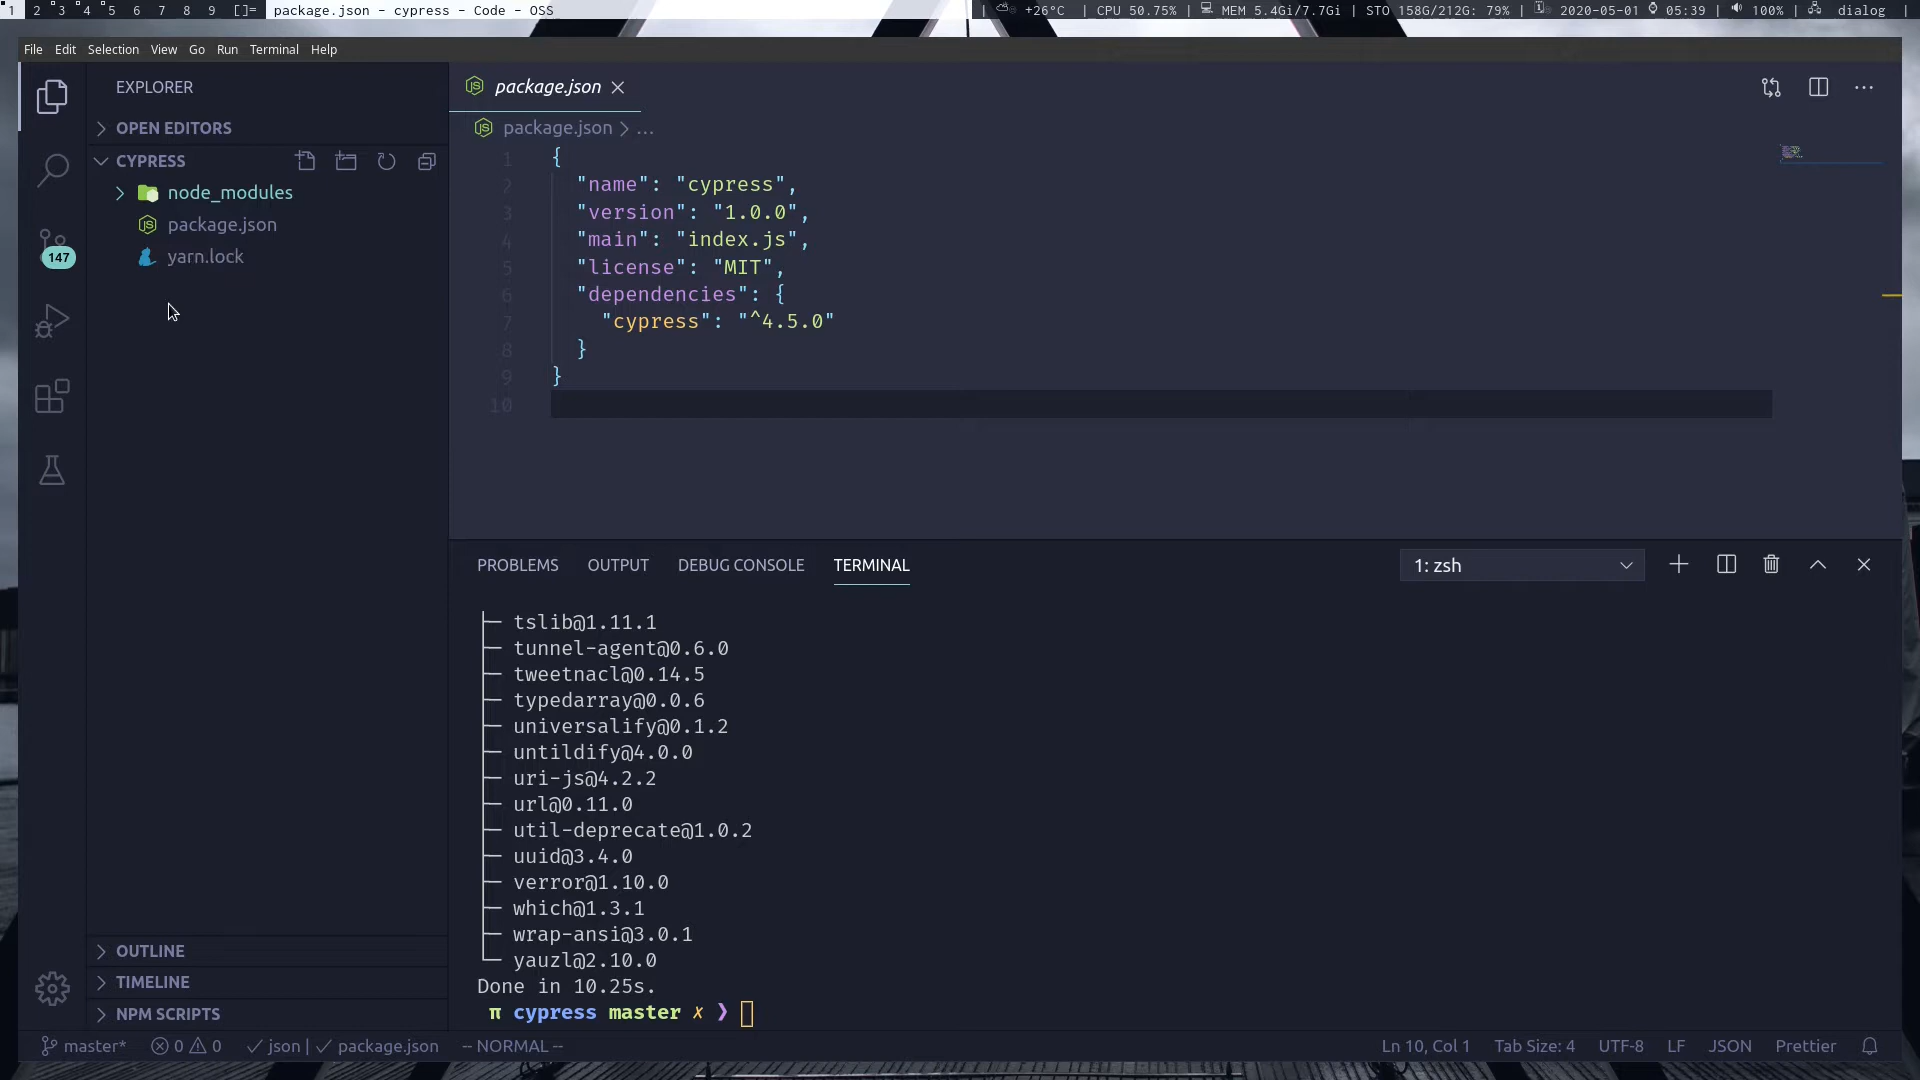 1 2 3 4 5 6 7 8 9 []= package.json - cypress - Code - OSS | +26°C | CPU 50.75% | MEM 5.4Gi/7.7Gi | STO 158G/212G: 79% | 2020-05-01 05:39 | 100% | dialog |
File Edit Selection View Go Run Terminal Help
EXPLORER
OPEN EDITORS
CYPRESS
node_modules
package.json
yarn.lock
147
OUTLINE
TIMELINE
NPM SCRIPTS
package.json
package.json > ...
1 {
2 "name": "cypress",
3 "version": "1.0.0",
4 "main": "index.js",
5 "license": "MIT",
6 "dependencies": {
7 "cypress": "^4.5.0"
8 }
9 }
10
PROBLEMS OUTPUT DEBUG CONSOLE TERMINAL 1: zsh
├─ tslib@1.11.1
├─ tunnel-agent@0.6.0
├─ tweetnacl@0.14.5
├─ typedarray@0.0.6
├─ universalify@0.1.2
├─ untildify@4.0.0
├─ uri-js@4.2.2
├─ url@0.11.0
├─ util-deprecate@1.0.2
├─ uuid@3.4.0
├─ verror@1.10.0
├─ which@1.3.1
├─ wrap-ansi@3.0.1
└─ yauzl@2.10.0
Done in 10.25s.
π cypress master ✗ ❯
master* 0 0 ✓ json | ✓ package.json -- NORMAL -- Ln 10, Col 1 Tab Size: 4 UTF-8 LF JSON Prettier